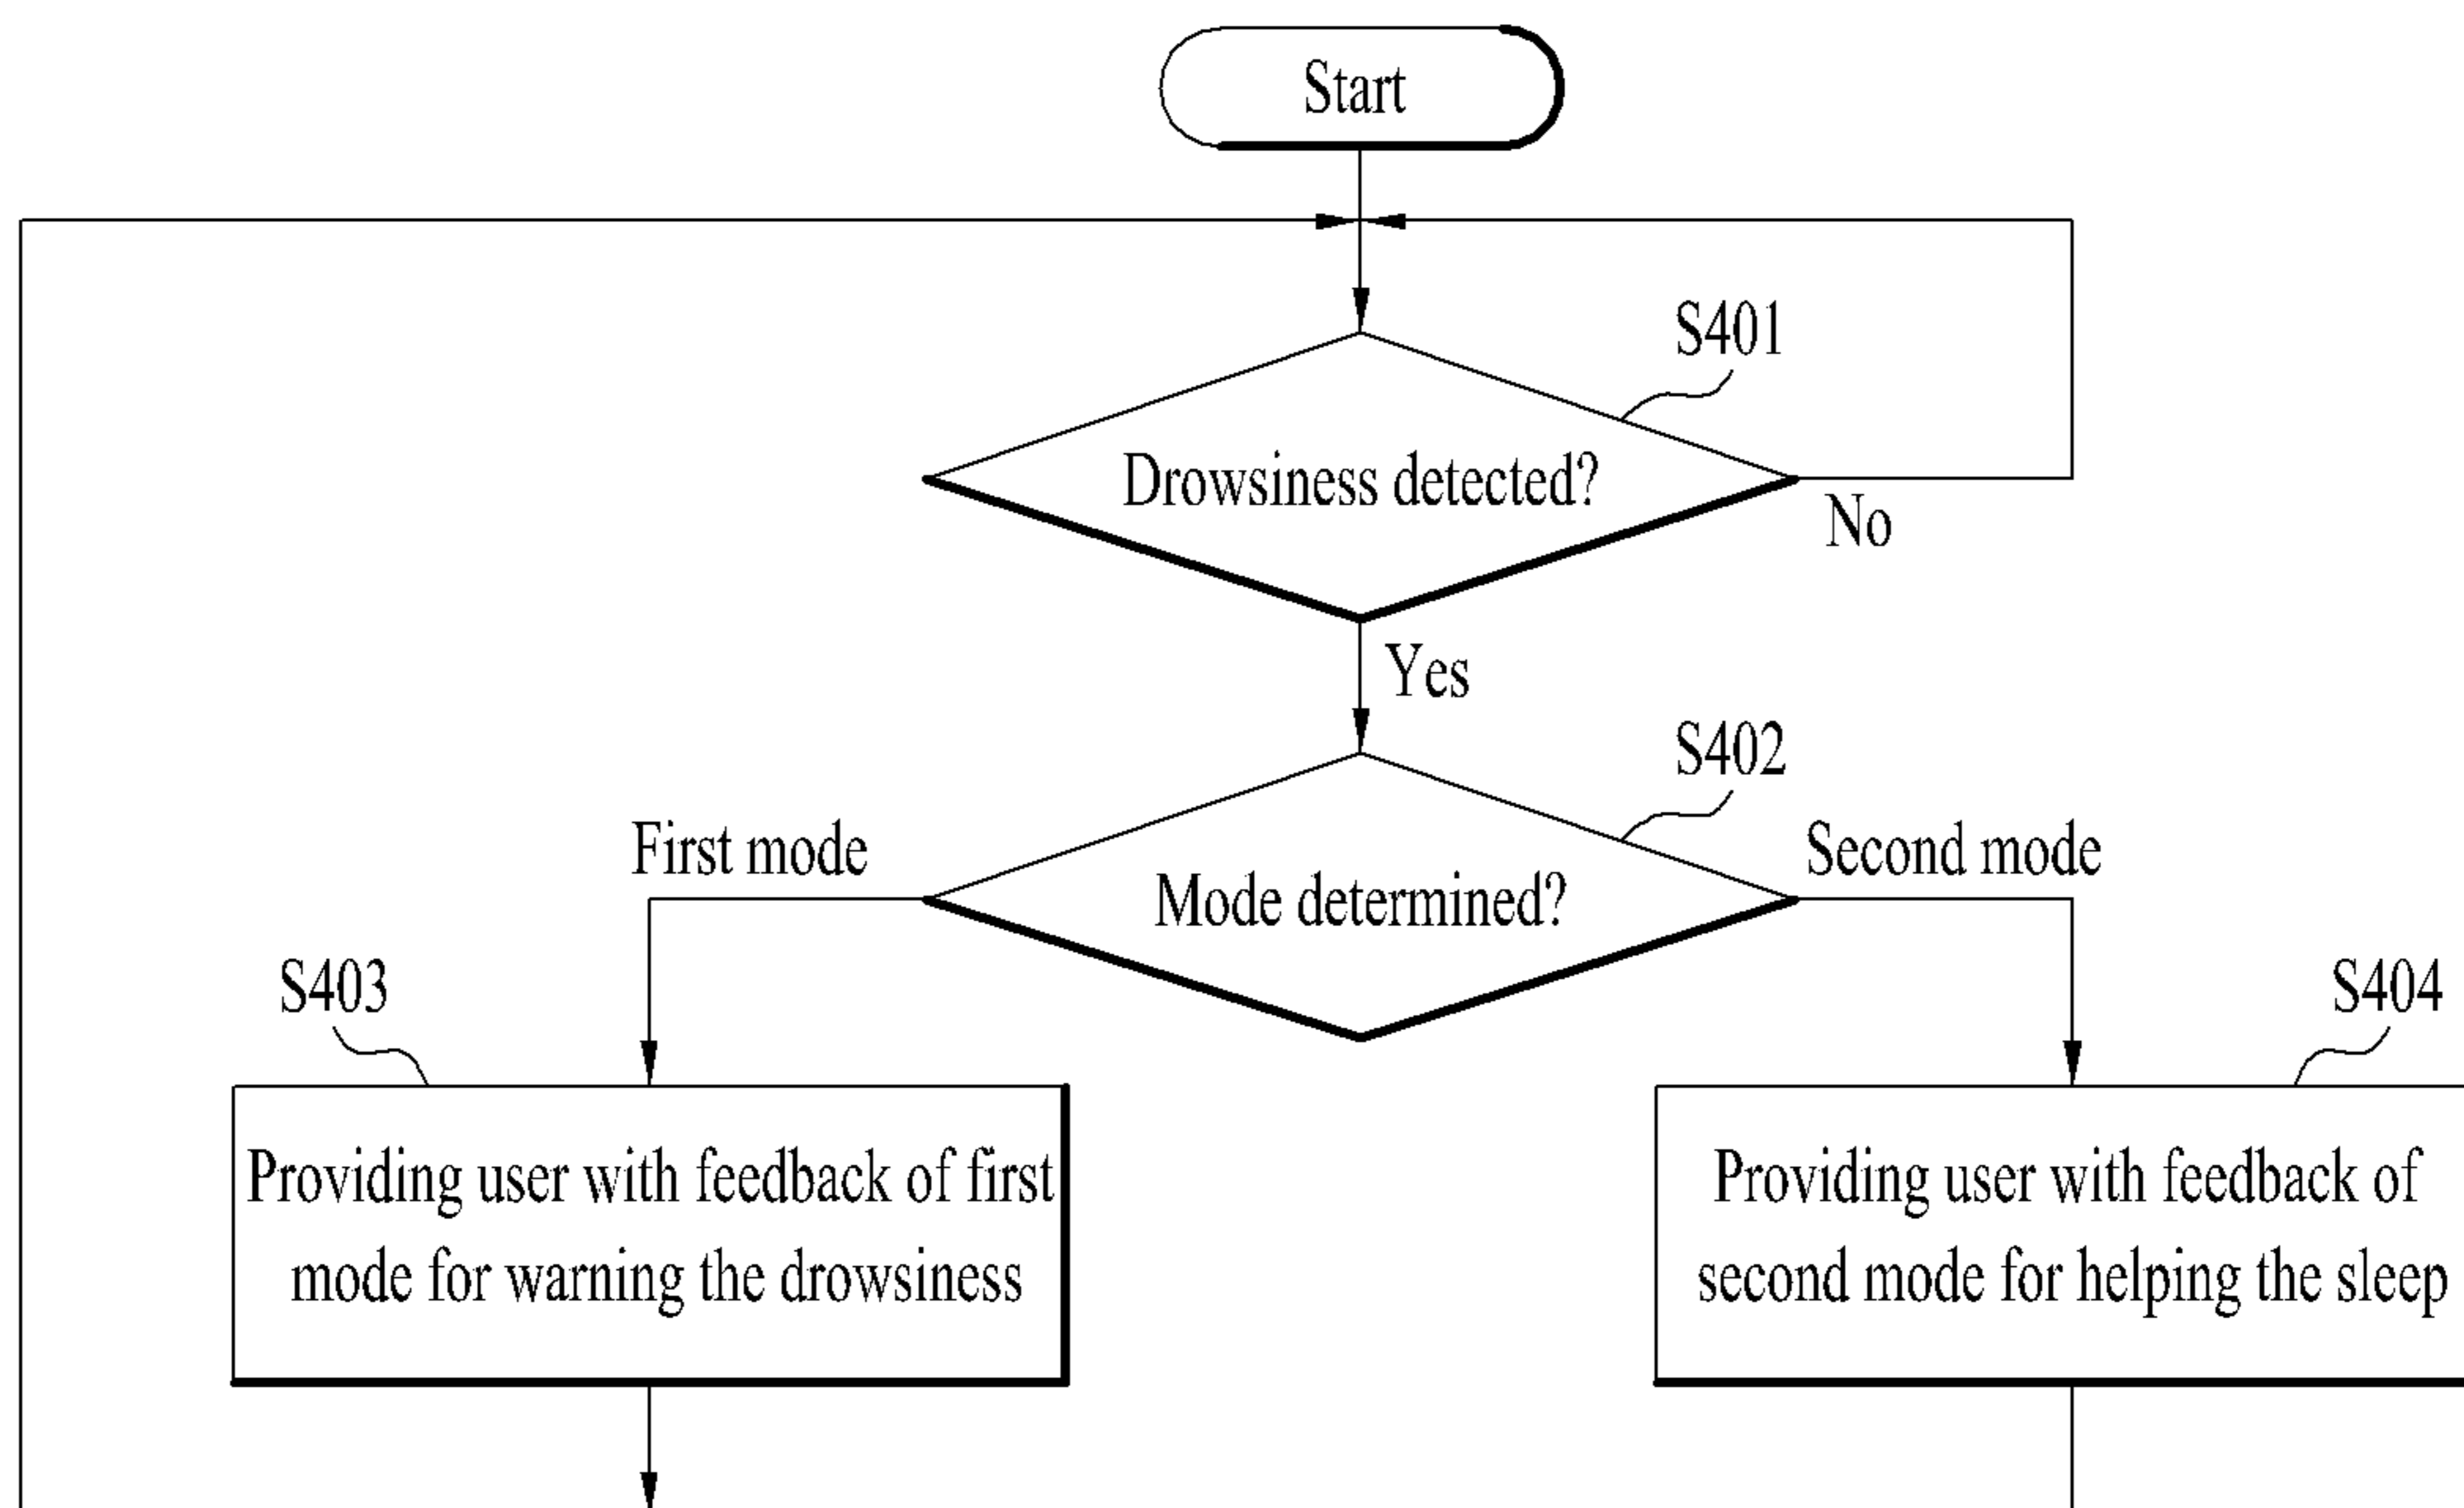 Start
S401
Drowsiness detected?
No
Yes
S402
First mode
Second mode
Mode determined?
S403
S404
Providing user with feedback of first
mode for warning the drowsiness
Providing user with feedback of
second mode for helping the sleep